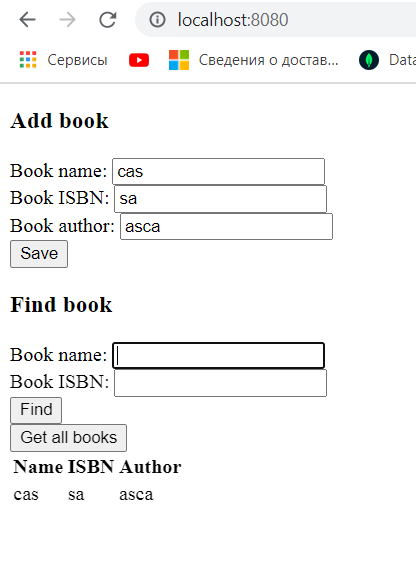 localhost:8080
Сервисы Сведения о достав... Data
Add book
Book name: cas
Book ISBN: sa
Book author: asca
Save
Find book
Book name:
Book ISBN:
Find
Get all books
Name ISBN Author
cas sa asca